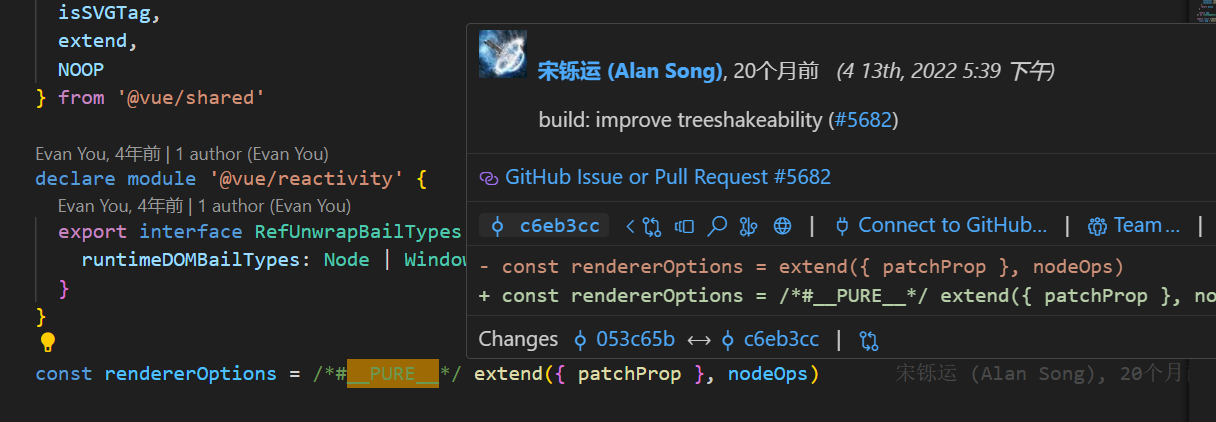 isSVGTag,
extend,
NOOP
} from '@vue/shared'
Evan You, 4年前 | 1 author (Evan You)
declare module '@vue/reactivity' {
Evan You, 4年前 | 1 author (Evan You)
export interface RefUnwrapBailTypes
runtimeDOMBailTypes: Node | Window
}
}
const rendererOptions = /*#__PURE__*/ extend({ patchProp }, nodeOps)
宋铄运 (Alan Song), 20个月
宋铄运 (Alan Song), 20个月前 (4 13th, 2022 5:39 下午)
build: improve treeshakeability (#5682)
GitHub Issue or Pull Request #5682
c6eb3cc | Connect to GitHub... | Team... |
- const rendererOptions = extend({ patchProp }, nodeOps)
+ const rendererOptions = /*#__PURE__*/ extend({ patchProp }, no
Changes 053c65b ↔ c6eb3cc |